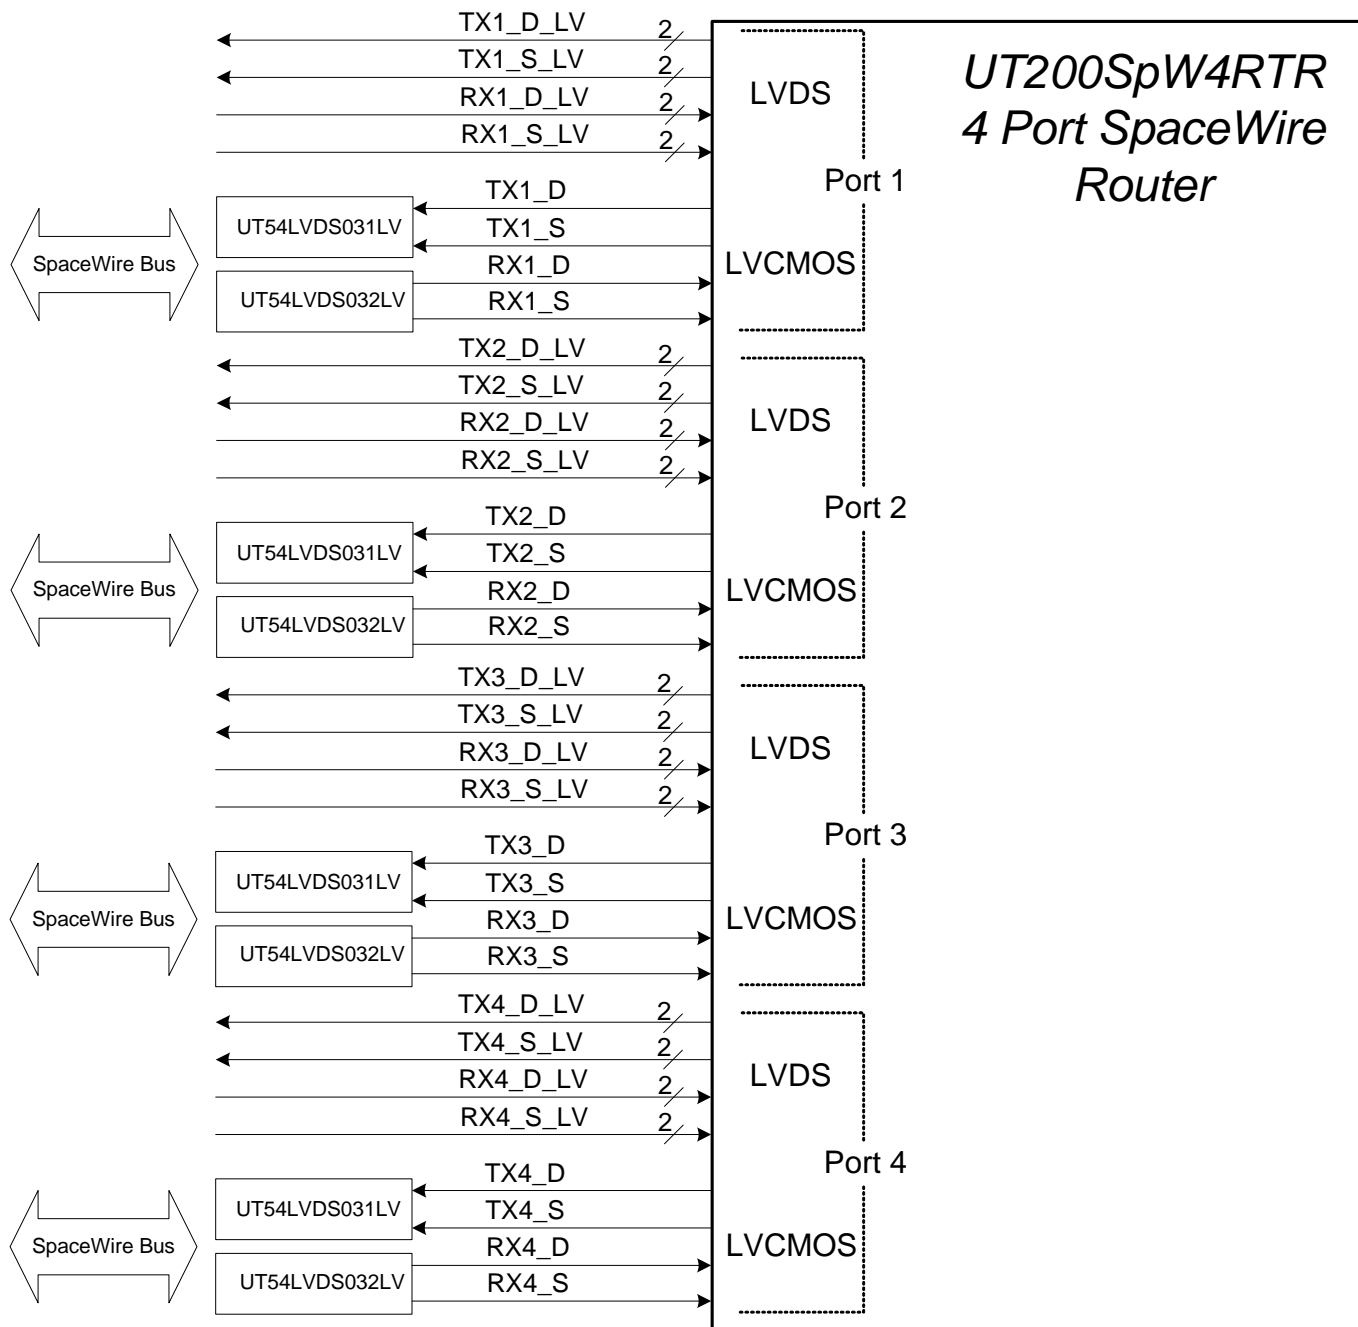 TX1_D_LV
2
TX1_S_LV
2
RX1_D_LV
2
RX1_S_LV
2
LVDS
UT200SpW4RTR
4 Port SpaceWire
Router
Port 1
TX1_D
UT54LVDS031LV
TX1_S
SpaceWire Bus
RX1_D
LVCMOS
UT54LVDS032LV
RX1_S
TX2_D_LV
2
TX2_S_LV
2
RX2_D_LV
2
RX2_S_LV
2
LVDS
Port 2
TX2_D
UT54LVDS031LV
TX2_S
SpaceWire Bus
RX2_D
LVCMOS
UT54LVDS032LV
RX2_S
TX3_D_LV
2
TX3_S_LV
2
RX3_D_LV
2
RX3_S_LV
2
LVDS
Port 3
TX3_D
UT54LVDS031LV
TX3_S
SpaceWire Bus
RX3_D
LVCMOS
UT54LVDS032LV
RX3_S
TX4_D_LV
2
TX4_S_LV
2
RX4_D_LV
2
RX4_S_LV
2
LVDS
Port 4
TX4_D
UT54LVDS031LV
TX4_S
SpaceWire Bus
RX4_D
LVCMOS
UT54LVDS032LV
RX4_S